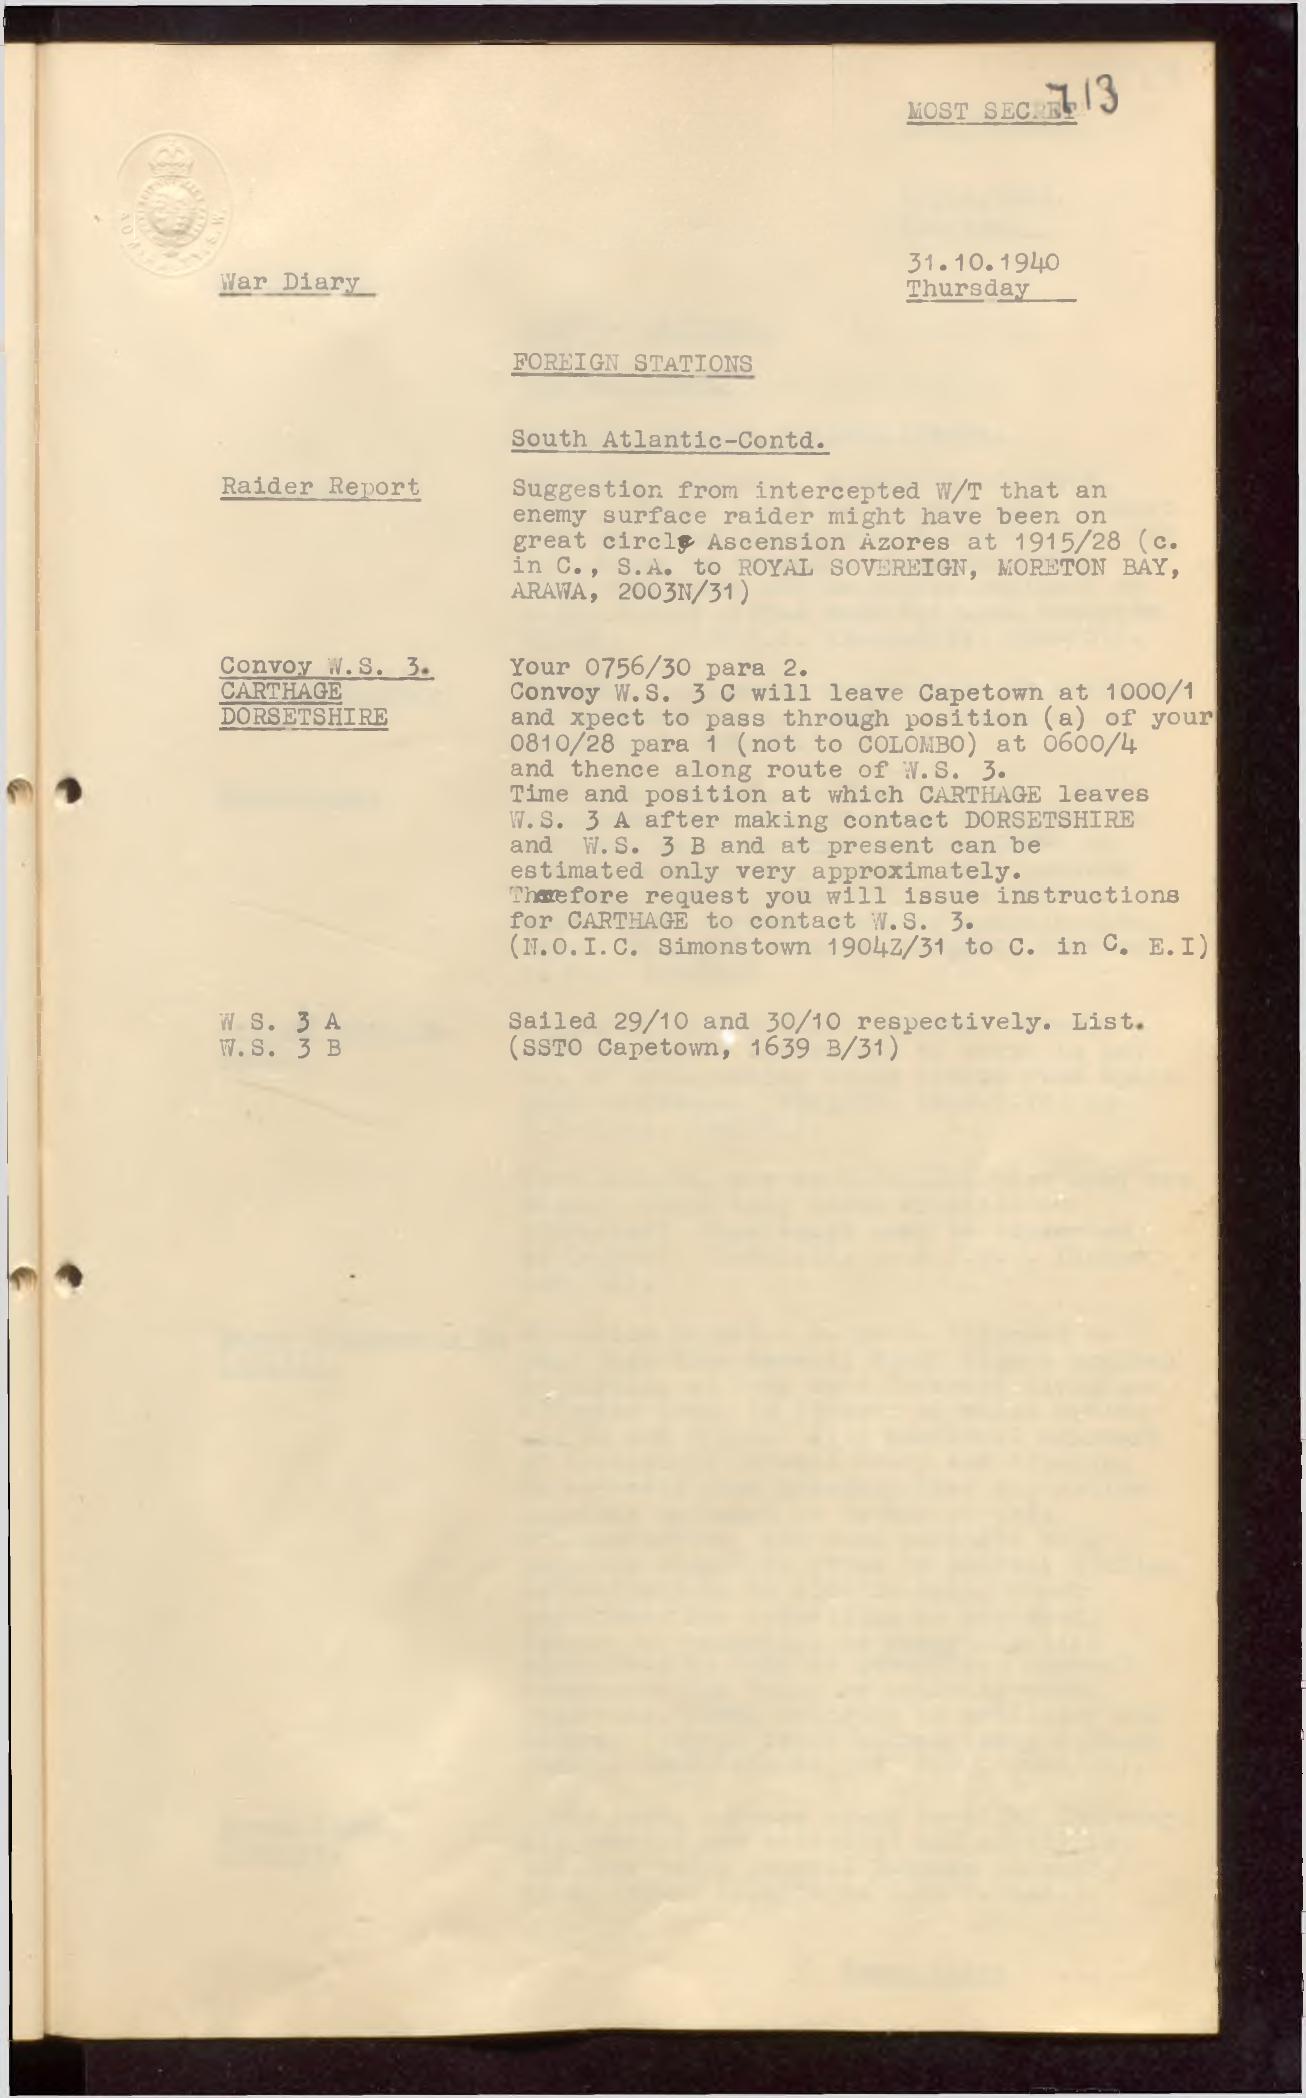 713
MOST SECRET
31.10.1940
War Diary
Thursday
FOREIGN STATIONS
South Atlantic-Contd.
Raider Report
Suggestion from intercepted W/T that an
enemy surface raider might have been on
great circle Ascension Azores at 1915/28 (c.
in C., S.A. to ROYAL SOVEREIGN, MORETON BAY,
ARAWA, 2003N/31)
Convoy W.S. 3.
CARTHAGE
DORSETSHIRE
Your 0756/30 para 2.
Convoy W.S. 3 C will leave Capetown at 1000/1
and xpect to pass through position (a) of your
0810/28 para 1 (not to COLOMBO) at 0600/4
and thence along route of W.S. 3.
Time and position at which CARTHAGE leaves
W.S. 3 A after making contact DORSETSHIRE
and W.S. 3 B and at present can be
estimated only very approximately.
Therefore request you will issue instructions
for CARTHAGE to contact W.S. 3.
(N.O.I.C. Simonstown 1904Z/31 to C. in C. E.I)
W S. 3 A
W.S. 3 B
Sailed 29/10 and 30/10 respectively. List.
(SSTO Capetown, 1639 B/31)